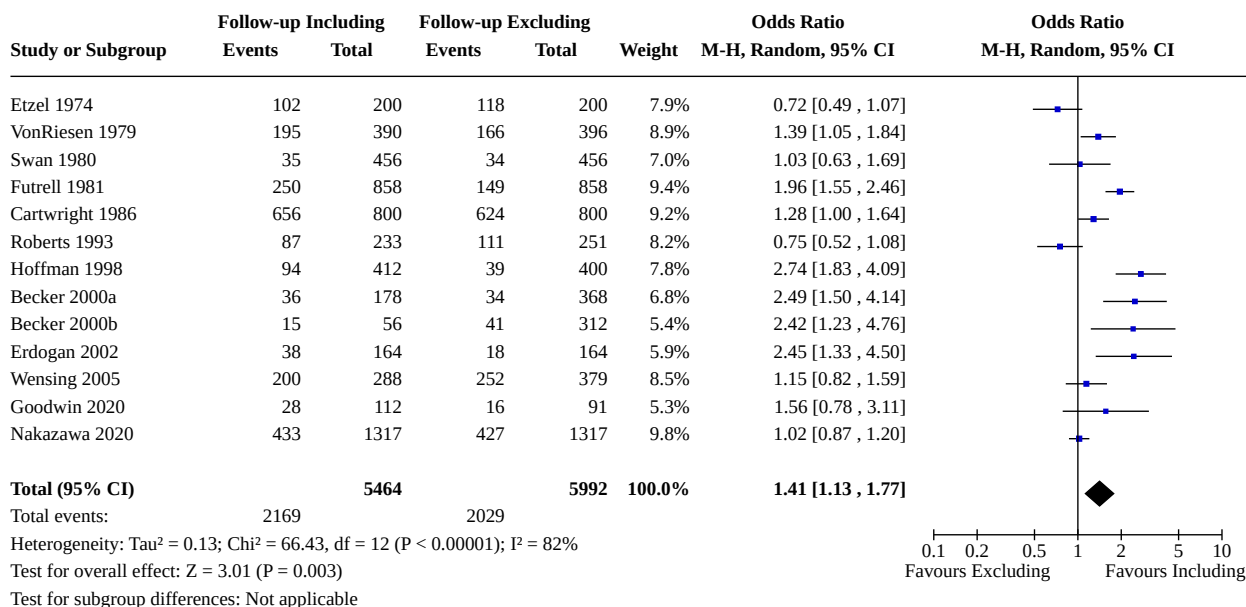 Follow-up Including Follow-up Excluding Odds Ratio Odds Ratio
Study or Subgroup Events Total Events Total Weight M-H, Random, 95% CI M-H, Random, 95% CI
Etzel 1974 102 200 118 200 7.9% 0.72 [0.49 , 1.07]
VonRiesen 1979 195 390 166 396 8.9% 1.39 [1.05 , 1.84]
Swan 1980 35 456 34 456 7.0% 1.03 [0.63 , 1.69]
Futrell 1981 250 858 149 858 9.4% 1.96 [1.55 , 2.46]
Cartwright 1986 656 800 624 800 9.2% 1.28 [1.00 , 1.64]
Roberts 1993 87 233 111 251 8.2% 0.75 [0.52 , 1.08]
Hoffman 1998 94 412 39 400 7.8% 2.74 [1.83 , 4.09]
Becker 2000a 36 178 34 368 6.8% 2.49 [1.50 , 4.14]
Becker 2000b 15 56 41 312 5.4% 2.42 [1.23 , 4.76]
Erdogan 2002 38 164 18 164 5.9% 2.45 [1.33 , 4.50]
Wensing 2005 200 288 252 379 8.5% 1.15 [0.82 , 1.59]
Goodwin 2020 28 112 16 91 5.3% 1.56 [0.78 , 3.11]
Nakazawa 2020 433 1317 427 1317 9.8% 1.02 [0.87 , 1.20]
Total (95% CI) 5464 5992 100.0% 1.41 [1.13 , 1.77]
Total events: 2169 2029
Heterogeneity: Tau² = 0.13; Chi² = 66.43, df = 12 (P < 0.00001); I² = 82%
0.1 0.2 0.5 1 2 5 10
Test for overall effect: Z = 3.01 (P = 0.003)
Favours Excluding Favours Including
Test for subgroup differences: Not applicable